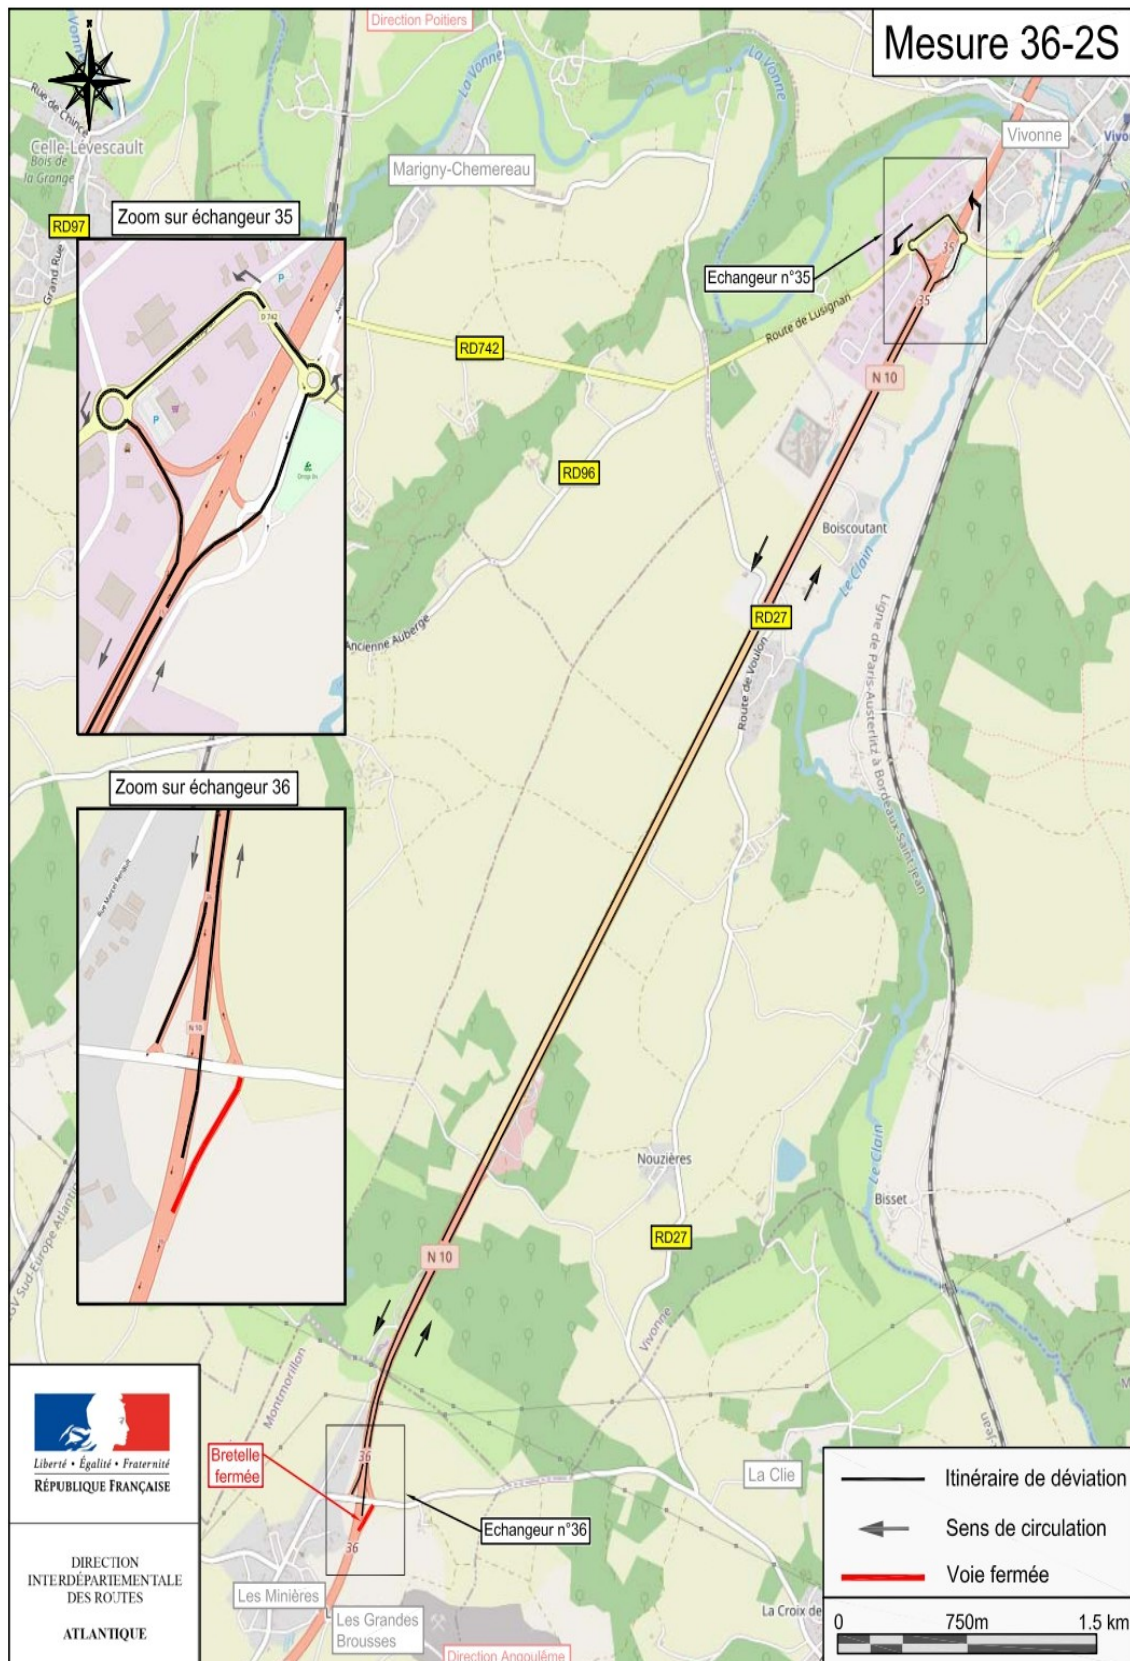 Direction Poitiers
Mesure 36-2S
N
La Vonne
La Vonne
Rue de Chincé
Celle-Lévescault
Bois de
la Grange
Marigny-Chemereau
Vivonne
RD97
Grand Rue
Zoom sur échangeur 35
P
D 742
P
35
35
Echangeur n°35
Route de Lusignan
RD742
N 10
RD96
Boiscoutant
Le Clain
Ancienne Auberge
RD27
Route de Voulon
Ligne de Paris-Austerlitz à Bordeaux-Saint-Jean
Zoom sur échangeur 36
Rue Marcel Renault
N 10
Nouzières
Le Clain
Bisset
RD27
N 10
Vivonne
Montmorillon
Liberté • Égalité • Fraternité
RÉPUBLIQUE FRANÇAISE
DIRECTION
INTERDÉPARTEMENTALE
DES ROUTES
ATLANTIQUE
Bretelle
fermée
36
36
Echangeur n°36
La Clie
Les Minières
Les Grandes
Brousses
Direction Angoulême
La Croix de
Itinéraire de déviation
Sens de circulation
Voie fermée
0 750m 1.5 km